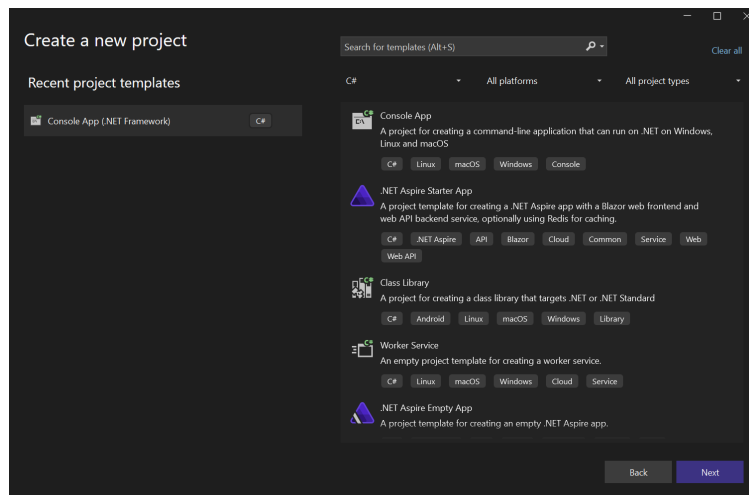 Create a new project
Recent project templates
Console App (.NET Framework)
C#
Search for templates (Alt+S)
Clear all
C#
All platforms
All project types
Console App
A project for creating a command-line application that can run on .NET on Windows,
Linux and macOS
C# Linux macOS Windows Console
.NET Aspire Starter App
A project template for creating a .NET Aspire app with a Blazor web frontend and
web API backend service, optionally using Redis for caching.
C# .NET Aspire API Blazor Cloud Common Service Web
Web API
Class Library
A project for creating a class library that targets .NET or .NET Standard
C# Android Linux macOS Windows Library
Worker Service
An empty project template for creating a worker service.
C# Linux macOS Windows Cloud Service
.NET Aspire Empty App
A project template for creating an empty .NET Aspire app.
Back
Next